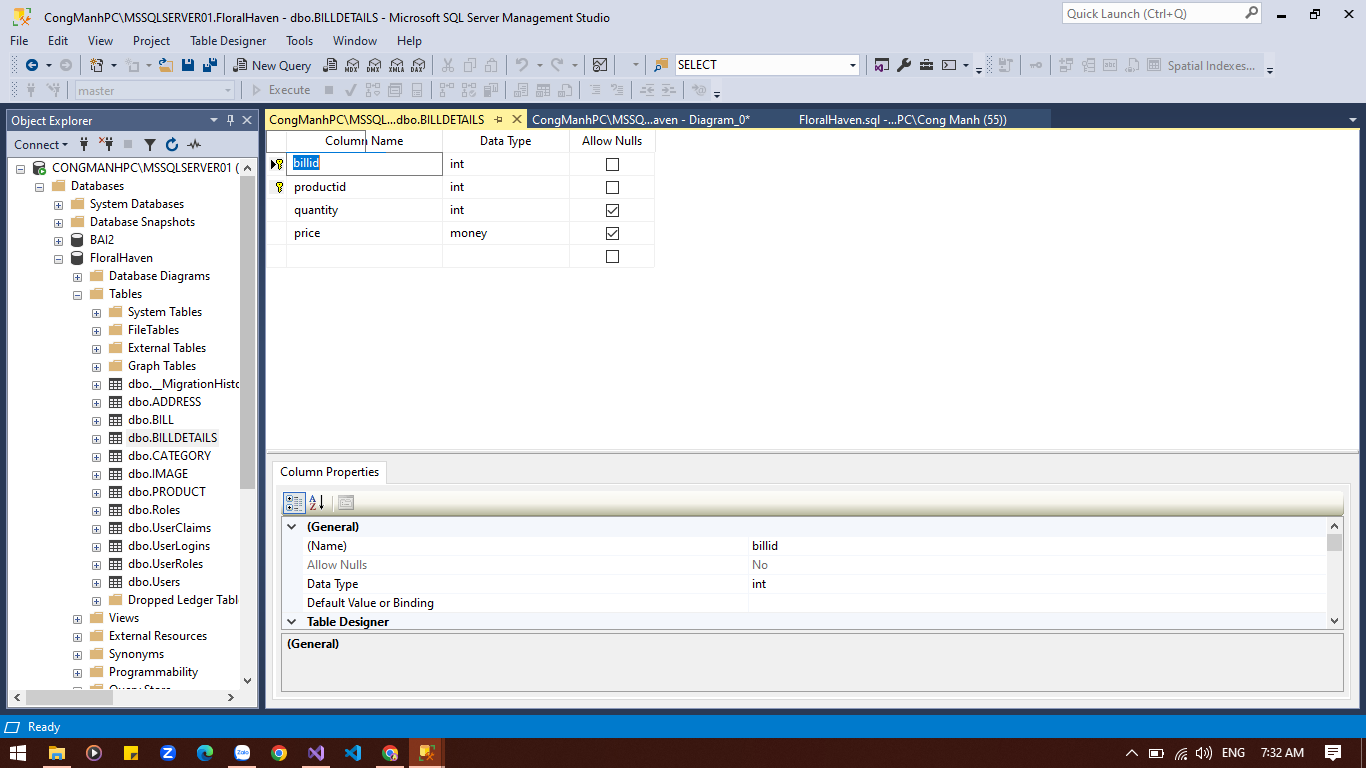 CongManhPC\MSSQLSERVER01.FloralHaven - dbo.BILLDETAILS - Microsoft SQL Server Management Studio
Quick Launch (Ctrl+Q)
File Edit View Project Table Designer Tools Window Help
New Query MDX DMX XMLA DAX SELECT Spatial Indexes...
master Execute
Object Explorer
CongManhPC\MSSQL...dbo.BILLDETAILS CongManhPC\MSSQ...aven - Diagram_0* FloralHaven.sql -...PC\Cong Manh (55))
Connect
CONGMANHPC\MSSQLSERVER01 (
Databases
System Databases
Database Snapshots
BAI2
FloralHaven
Database Diagrams
Tables
System Tables
FileTables
External Tables
Graph Tables
dbo.__MigrationHisto
dbo.ADDRESS
dbo.BILL
dbo.BILLDETAILS
dbo.CATEGORY
dbo.IMAGE
dbo.PRODUCT
dbo.Roles
dbo.UserClaims
dbo.UserLogins
dbo.UserRoles
dbo.Users
Dropped Ledger Tabl
Views
External Resources
Synonyms
Programmability
Query Store
Column Name Data Type Allow Nulls
billid int
productid int
quantity int
price money
Column Properties
(General)
(Name) billid
Allow Nulls No
Data Type int
Default Value or Binding
Table Designer
(General)
Ready
Zalo
ENG 7:32 AM